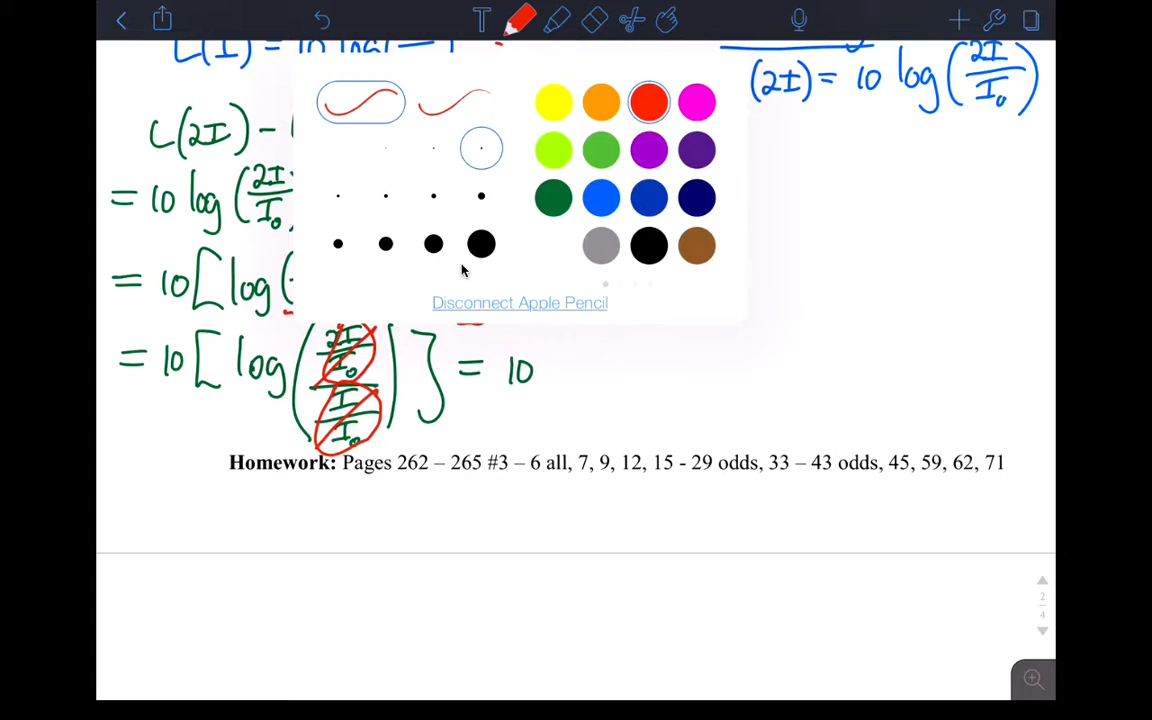 L(I) =
(2I) = 10 log (2I/I₀)
L(2I) -
= 10 log (2I/I₀
= 10 [ log (
Disconnect Apple Pencil
= 10 [ log ( (2I/I₀) / (I/I₀) ) ] = 10
Homework: Pages 262 – 265 #3 – 6 all, 7, 9, 12, 15 - 29 odds, 33 – 43 odds, 45, 59, 62, 71
2
4